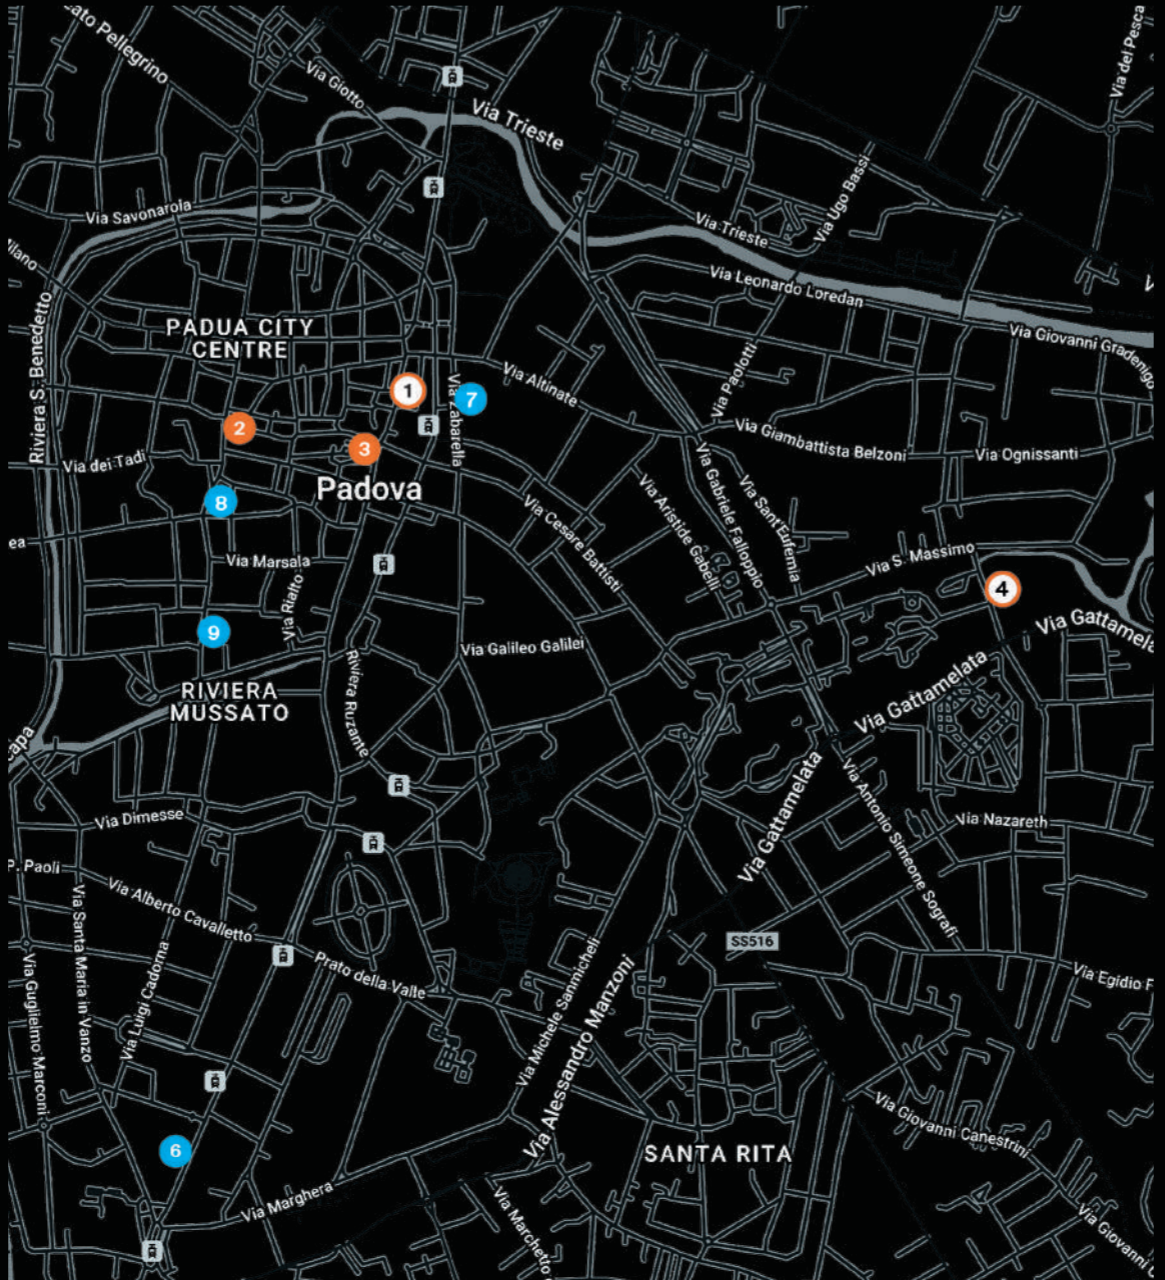 Via Giotto
Via Trieste
Via del Pesca
Via Savonarola
Via Ugo Bassi
Via Trieste
Via Leonardo Loredan
Via Giovanni Gradenigo
Riviera S. Benedetto
PADUA CITY
CENTRE
Via Altinate
Via Paolotti
1
Via Zabarella
7
2
3
Via Giambattista Belzoni
Via Ognissanti
Via dei Tadi
Padova
8
Via Cesare Battisti
Via Aristide Gabelli
Via Gabriele Falloppio
Via Sant'Eufemia
ea
Via Marsala
Via S. Massimo
4
Via Rialto
9
Via Galileo Galilei
Via Gattamela
Via Gattamelata
RIVIERA
MUSSATO
Riviera Ruzante
capa
Via Gattamelata
Via Antonio Simeone Sografi
Via Dimesse
Via Nazareth
P. Paoli
Via Alberto Cavalletto
Via Santa Maria in Vanzo
Via Luigi Cadorna
Via Guglielmo Marconi
Prato della Valle
SS516
Via Egidio F
Via Michele Sanmicheli
Via Alessandro Manzoni
Via Giovanni Canestrini
SANTA RITA
6
Via Marghera
Via Marchetto
Via Giovanni